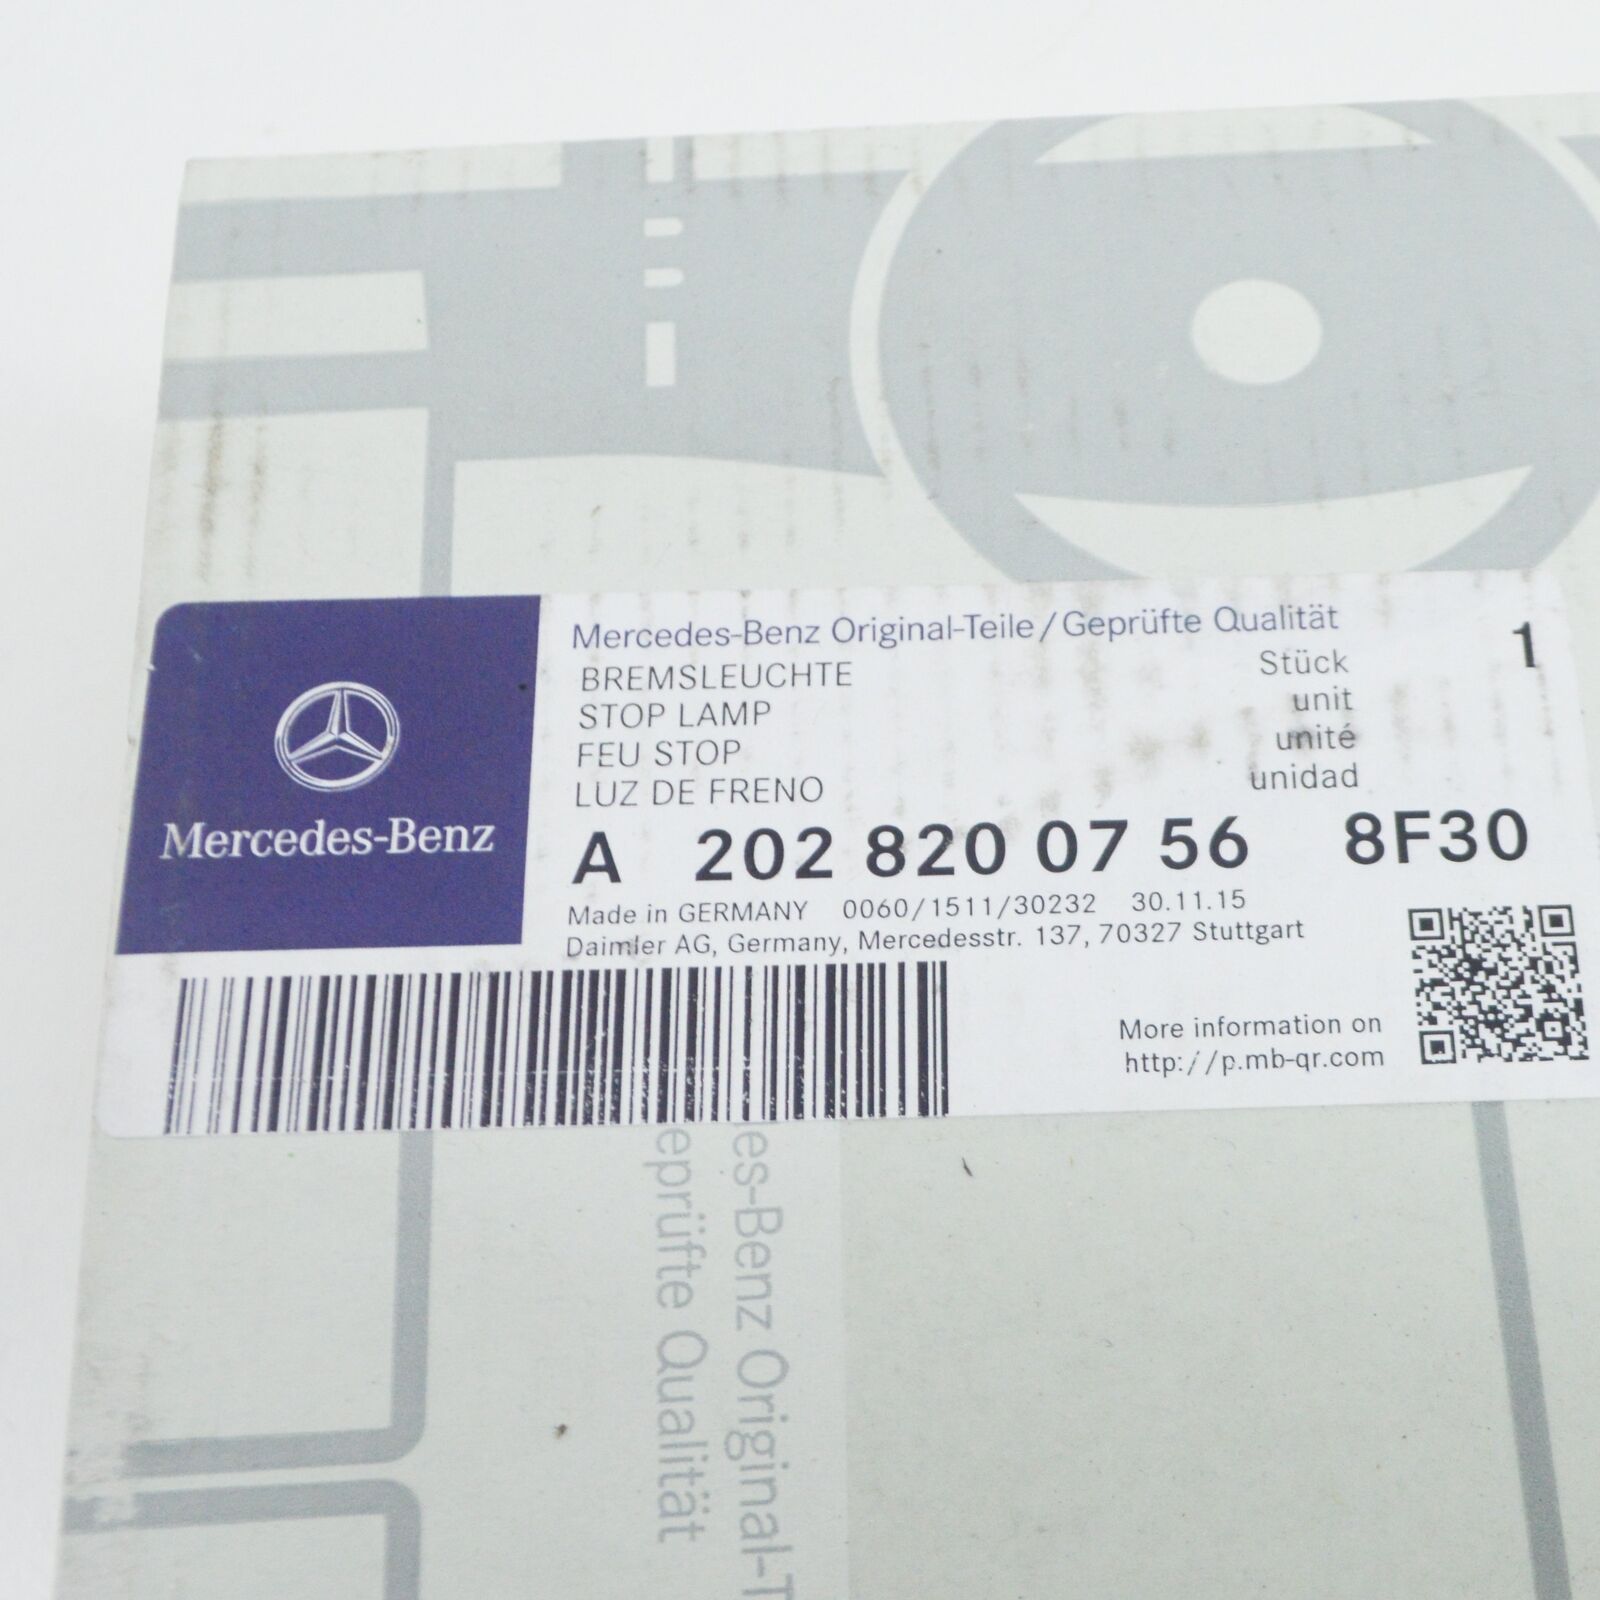 Mercedes-Benz
Mercedes-Benz Original-Teile/Geprüfte Qualität
BREMSLEUCHTE
STOP LAMP
FEU STOP
LUZ DE FRENO
Stück 1
unit
unité
unidad
A 202 820 07 56 8F30
Made in GERMANY 0060/1511/30232 30.11.15
Daimler AG, Germany, Mercedesstr. 137, 70327 Stuttgart
More information on
http://p.mb-qr.com
es-Benz Original-T
eprüfte Qualität